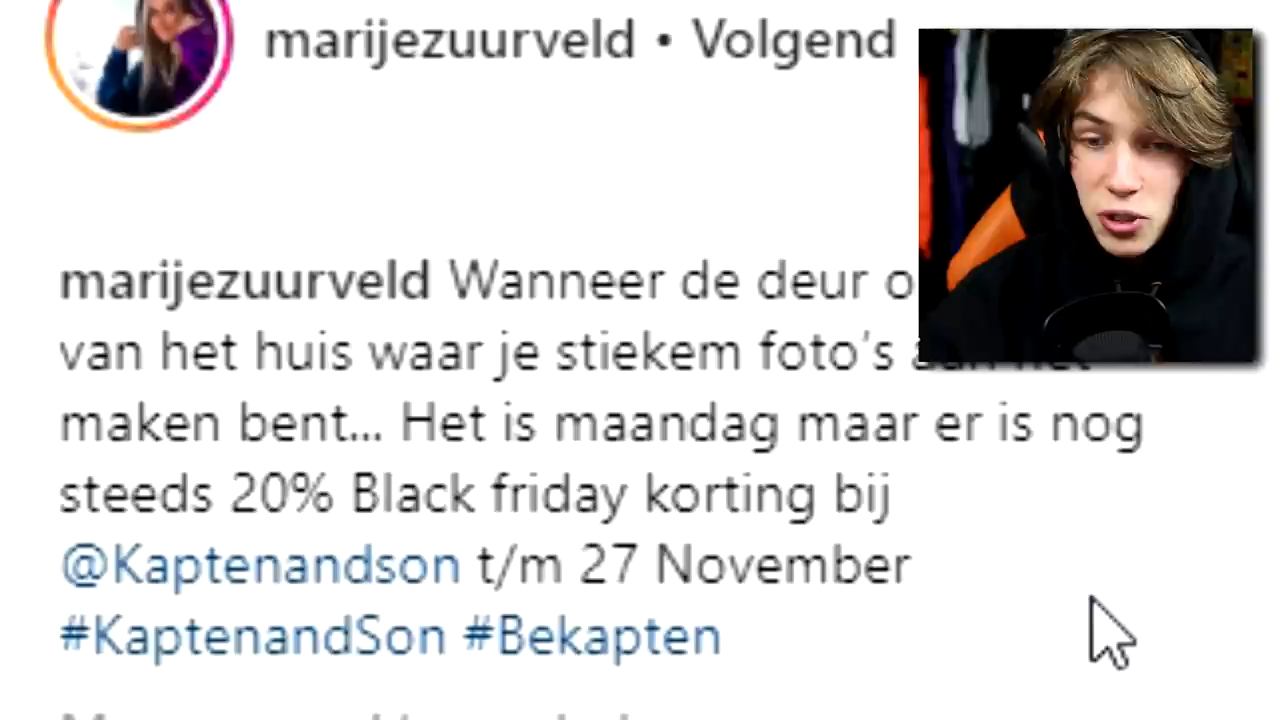 marijezuurveld • Volgend
marijezuurveld Wanneer de deur
van het huis waar je stiekem foto's
maken bent... Het is maandag maar er is nog
steeds 20% Black friday korting bij
@Kaptenandson t/m 27 November
#KaptenandSon #Bekapten